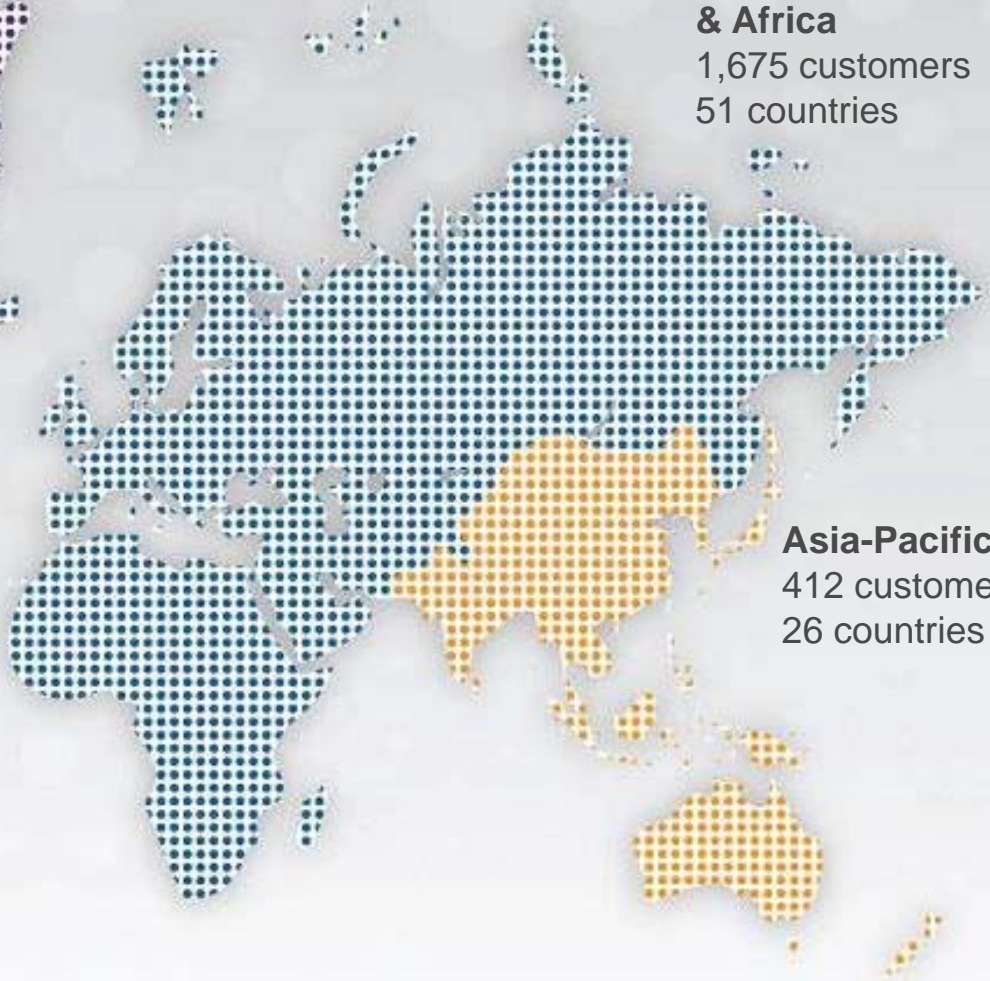 & Africa
1,675 customers
51 countries
Asia-Pacific
412 custome
26 countries